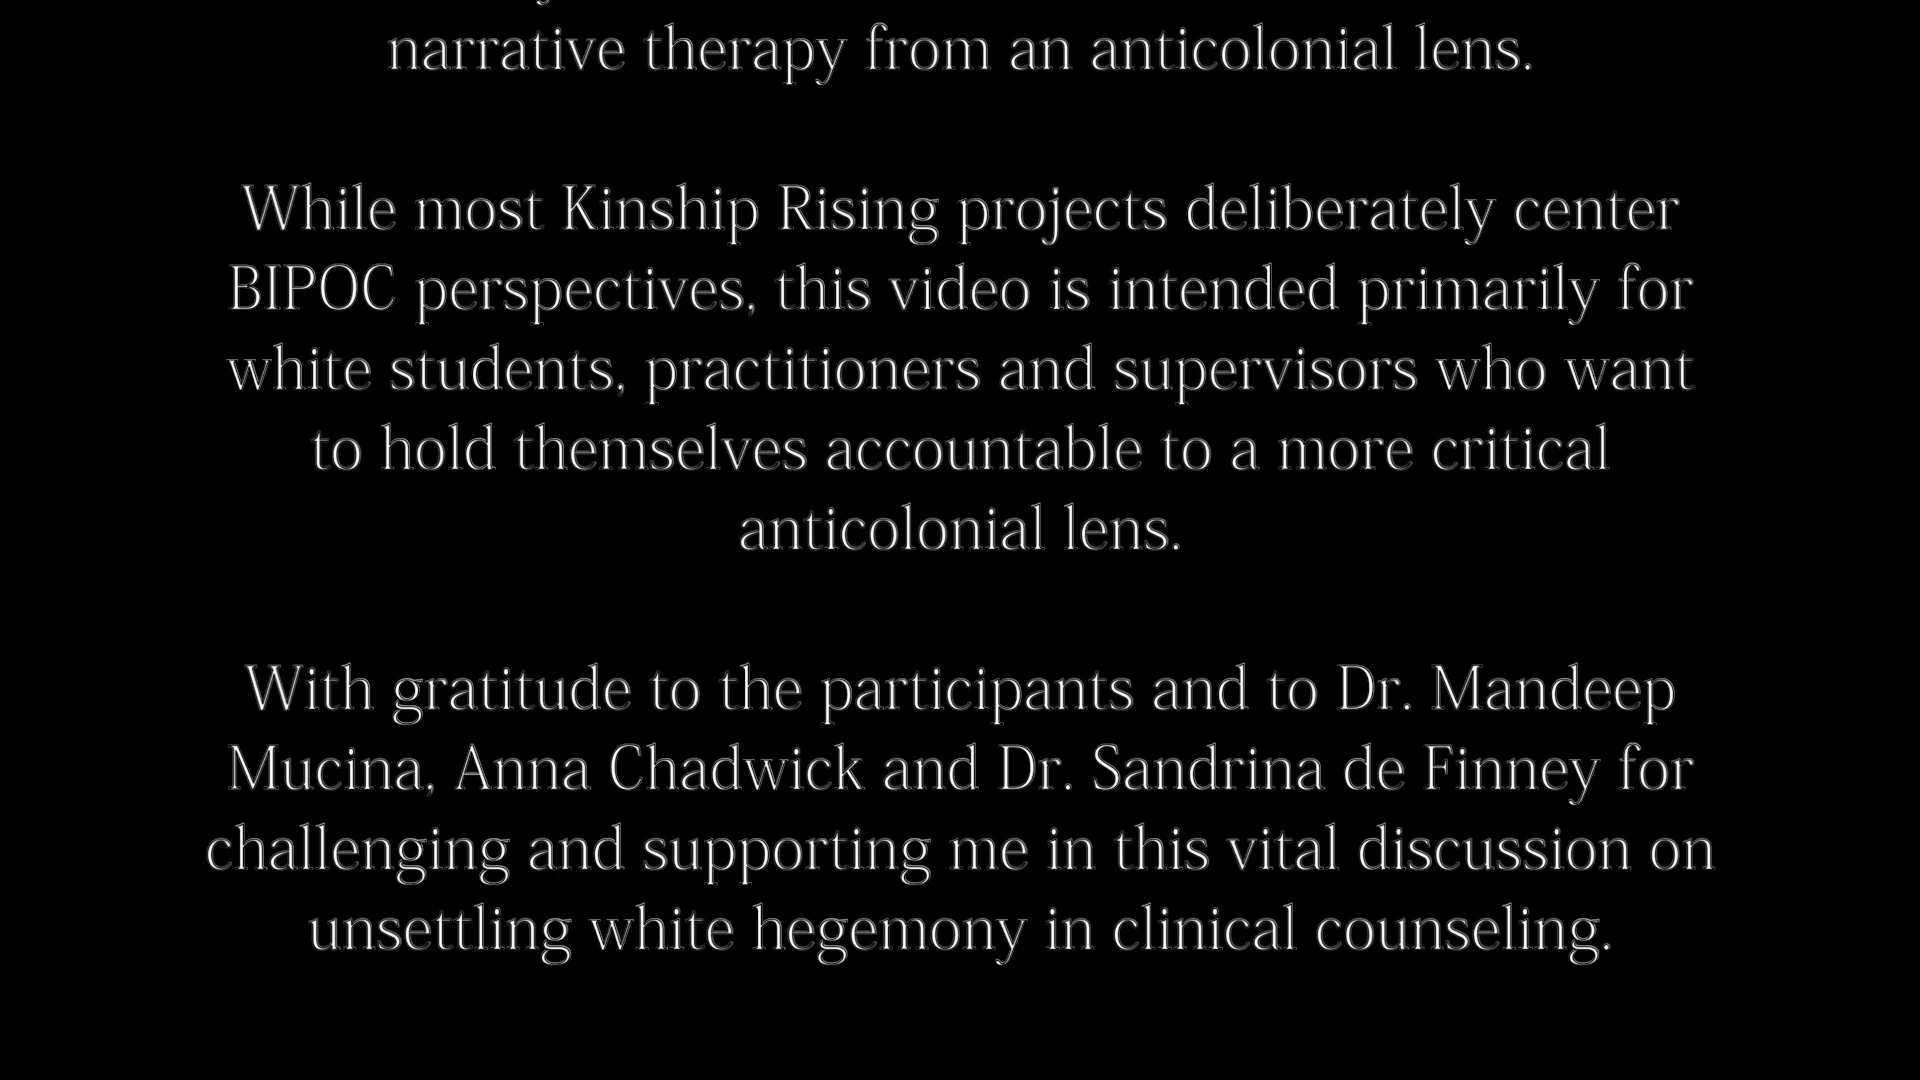 narrative therapy from an anticolonial lens.
While most Kinship Rising projects deliberately center
BIPOC perspectives, this video is intended primarily for
white students, practitioners and supervisors who want
to hold themselves accountable to a more critical
anticolonial lens.
With gratitude to the participants and to Dr. Mandeep
Mucina, Anna Chadwick and Dr. Sandrina de Finney for
challenging and supporting me in this vital discussion on
unsettling white hegemony in clinical counseling.